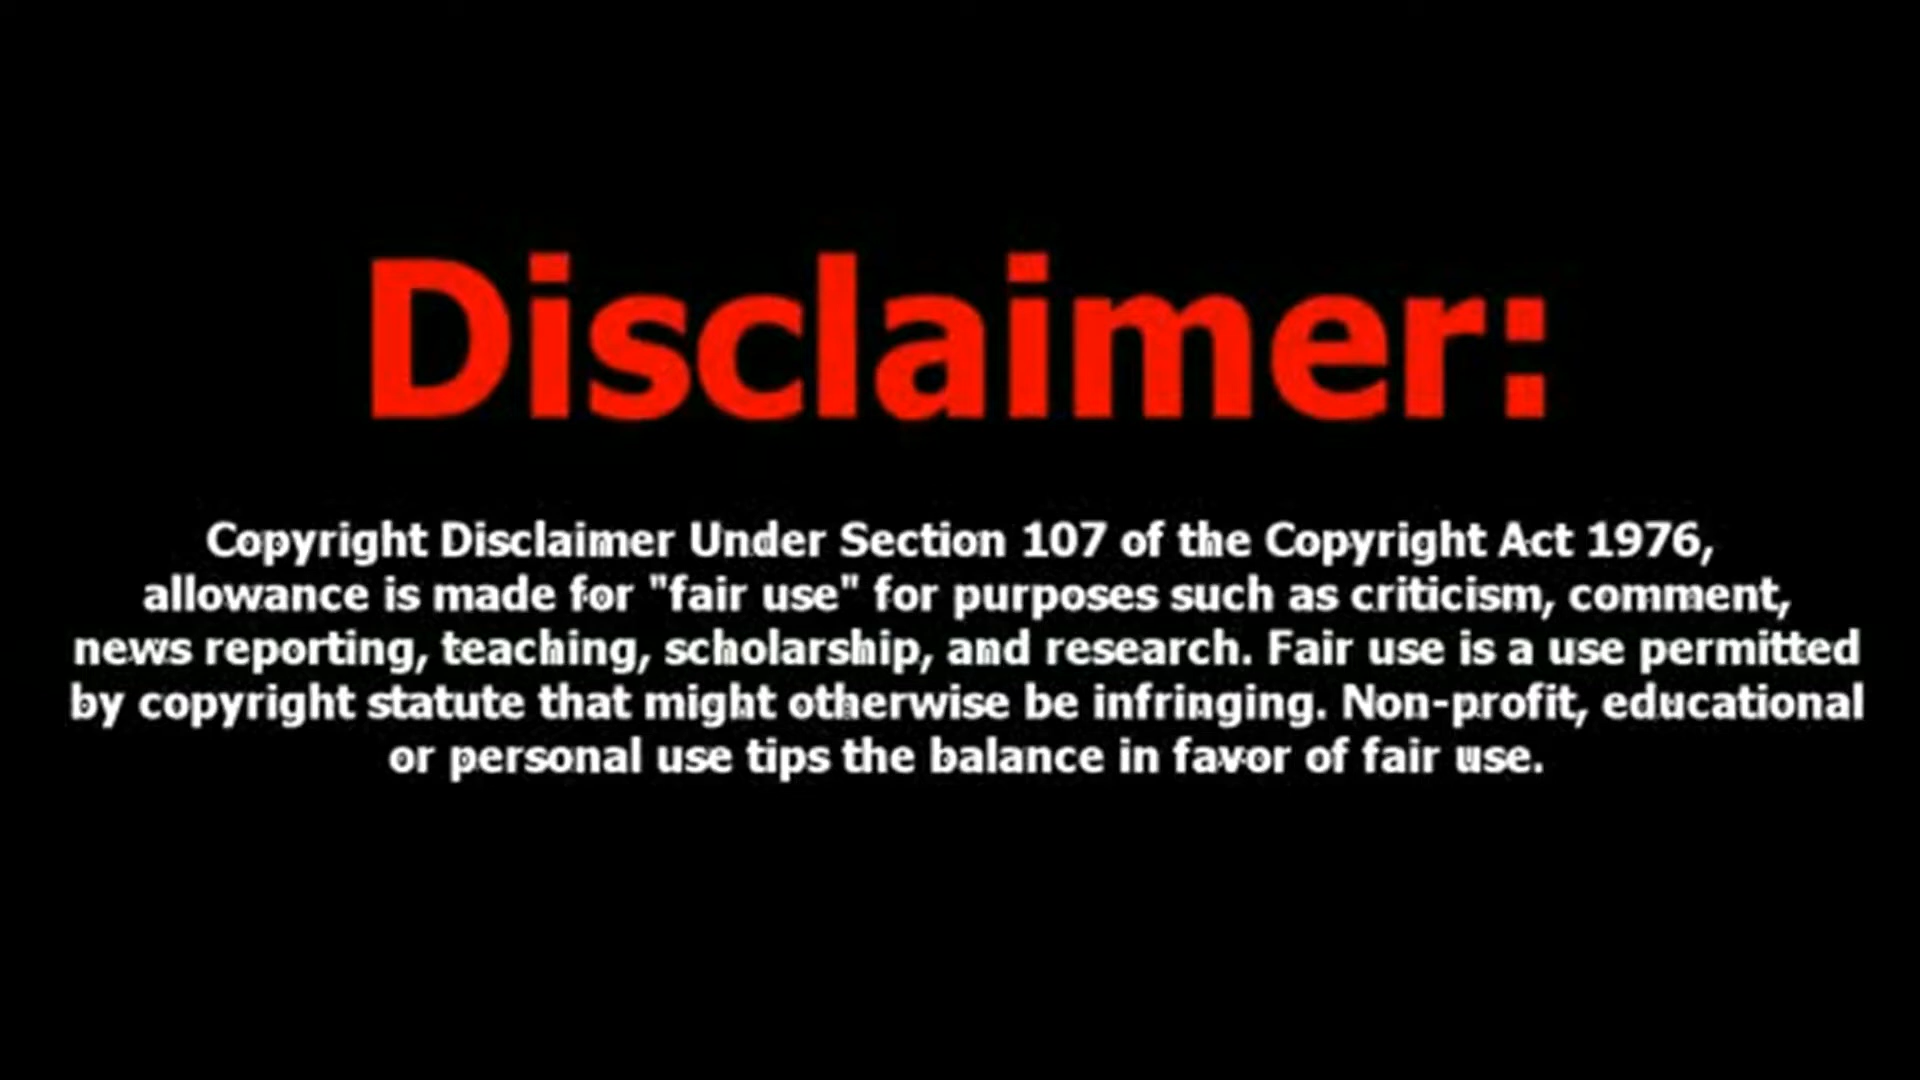 Disclaimer:
Copyright Disclaimer Under Section 107 of the Copyright Act 1976,
allowance is made for "fair use" for purposes such as criticism, comment,
news reporting, teaching, scholarship, and research. Fair use is a use permitted
by copyright statute that might otherwise be infringing. Non-profit, educational
or personal use tips the balance in favor of fair use.